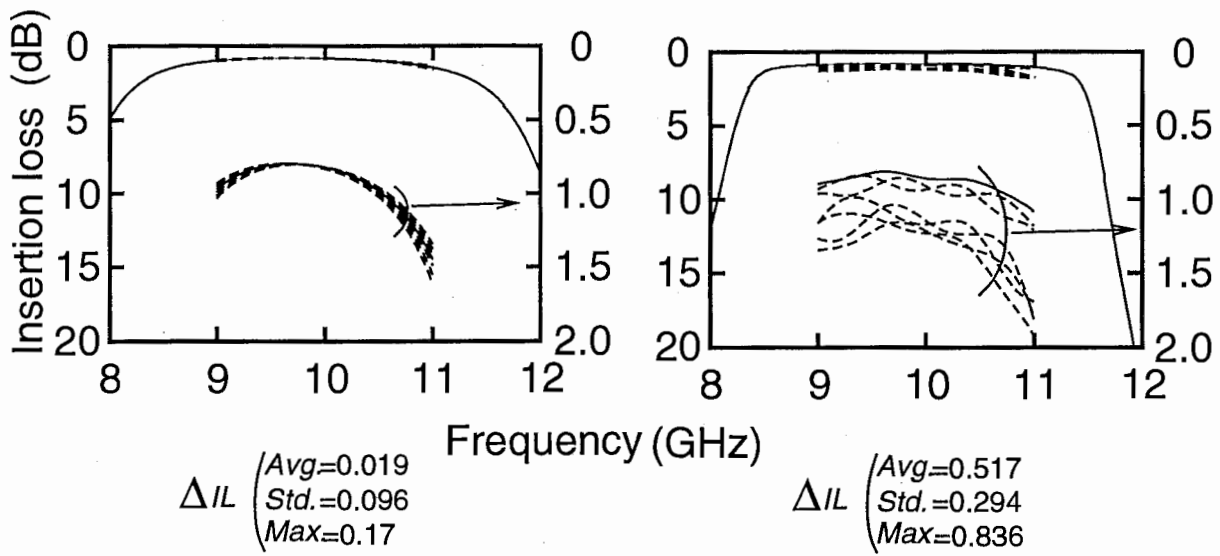 Insertion loss (dB)
0
5
10
15
20
0
0.5
1.0
1.5
2.0
8 9 10 11 12
0
5
10
15
20
0
0.5
1.0
1.5
2.0
8 9 10 11 12
Frequency (GHz)
ΔIL
Avg=0.019
Std.=0.096
Max=0.17
ΔIL
Avg=0.517
Std.=0.294
Max=0.836